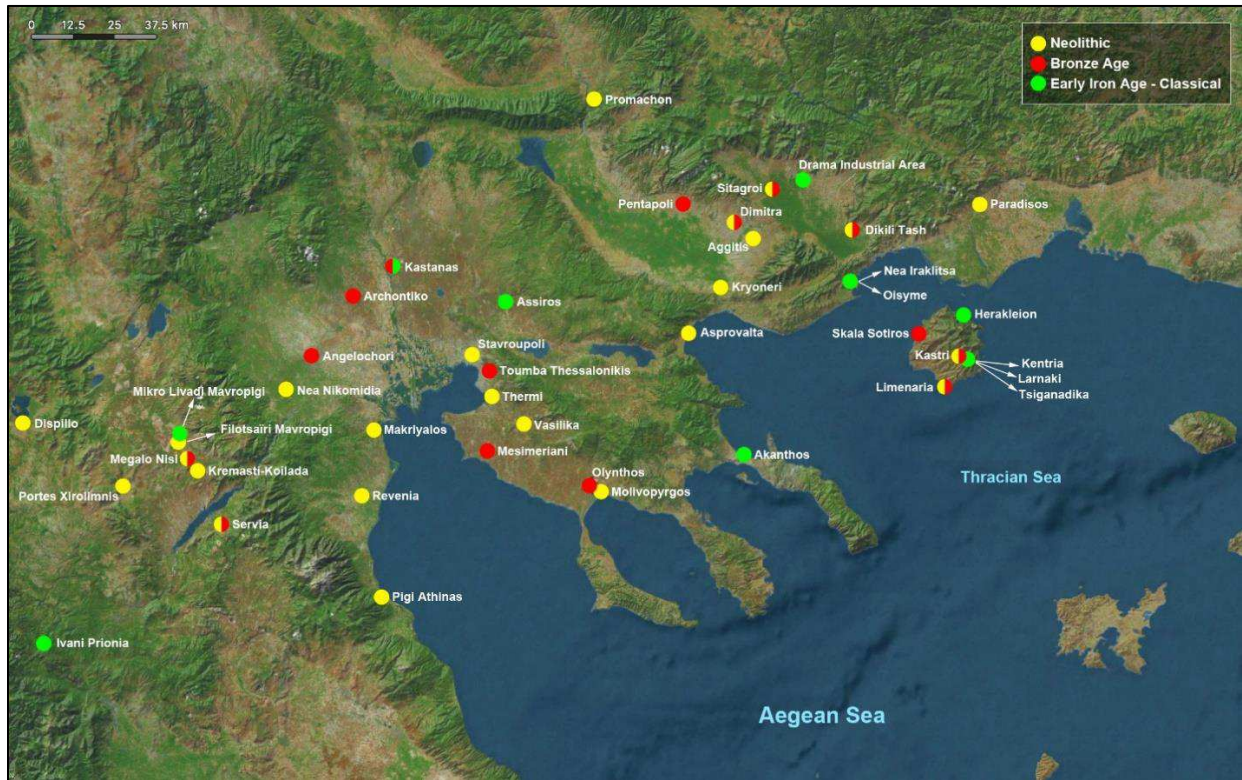 0 12.5 25 37.5 km
Neolithic
Bronze Age
Early Iron Age - Classical
Promachon
Drama Industrial Area
Sitagroi
Pentapoli
Paradisos
Dimitra
Dikili Tash
Aggitis
Kastanas
Nea Iraklitsa
Kryoneri
Archontiko
Oisyme
Assiros
Herakleion
Asprovalta
Skala Sotiros
Stavroupoli
Angelochori
Kastri
Kentria
Toumba Thessalonikis
Larnaki
Mikro Livadi Mavropigi
Nea Nikomidia
Limenaria
Tsiganadika
Thermi
Dispilio
Vasilika
Filotsairi Mavropigi
Makriyalos
Mesimeriani
Akanthos
Megalo Nisi
Kremasti-Koilada
Olynthos
Thracian Sea
Portes Xirolimnis
Molivopyrgos
Revenia
Servia
Pigi Athinas
Ivani Prionia
Aegean Sea